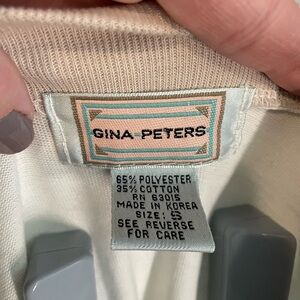 GINA PETERS
65% POLYESTER
35% COTTON
RN 63015
MADE IN KOREA
SIZE: S
SEE REVERSE
FOR CARE